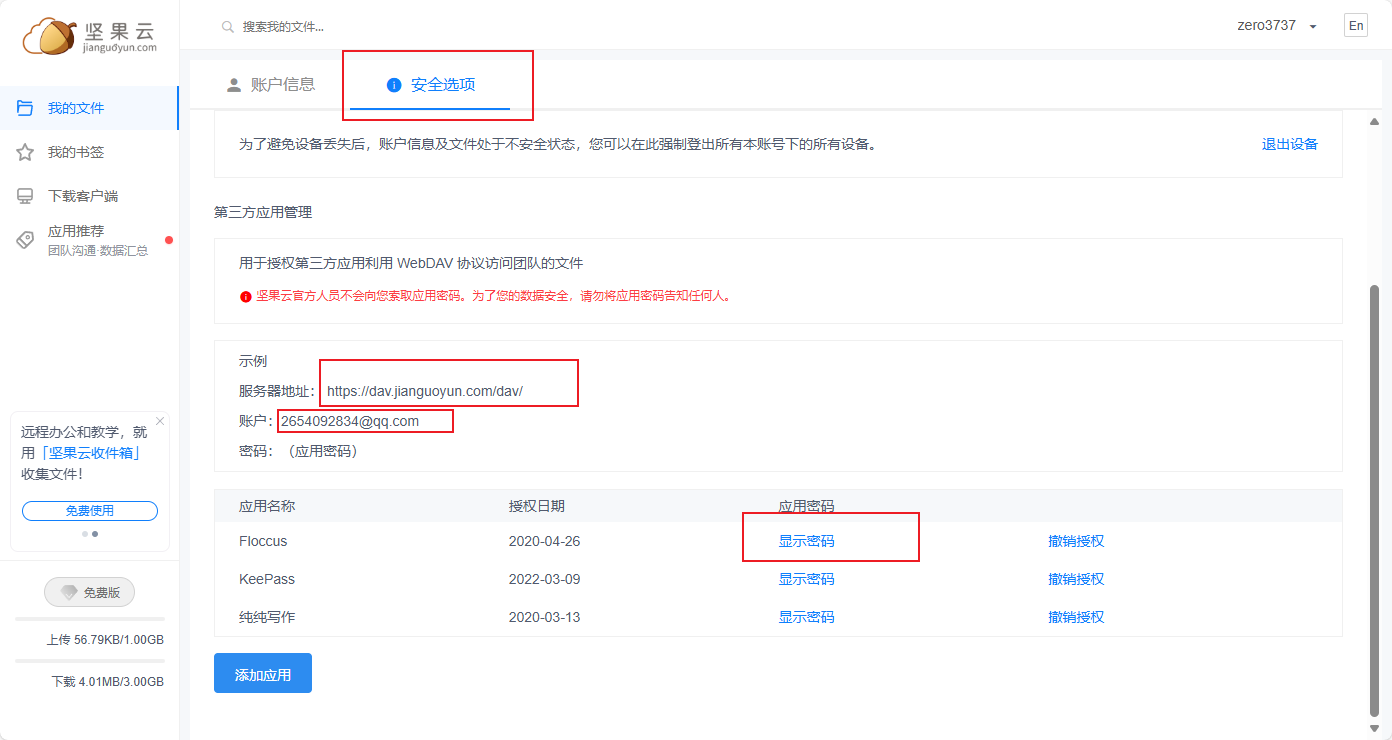 坚果云
jianguoyun.com
搜索我的文件...
zero3737
En
我的文件
我的书签
下载客户端
应用推荐
团队沟通·数据汇总
远程办公和教学，就
用「坚果云收件箱」
收集文件！
免费使用
免费版
上传 56.79KB/1.00GB
下载 4.01MB/3.00GB
账户信息
安全选项
为了避免设备丢失后，账户信息及文件处于不安全状态，您可以在此强制登出所有本账号下的所有设备。
退出设备
第三方应用管理
用于授权第三方应用利用 WebDAV 协议访问团队的文件
坚果云官方人员不会向您索取应用密码。为了您的数据安全，请勿将应用密码告知任何人。
示例
服务器地址： https://dav.jianguoyun.com/dav/
账户： 2654092834@qq.com
密码：（应用密码）
应用名称 授权日期 应用密码
Floccus 2020-04-26 显示密码 撤销授权
KeePass 2022-03-09 显示密码 撤销授权
纯纯写作 2020-03-13 显示密码 撤销授权
添加应用